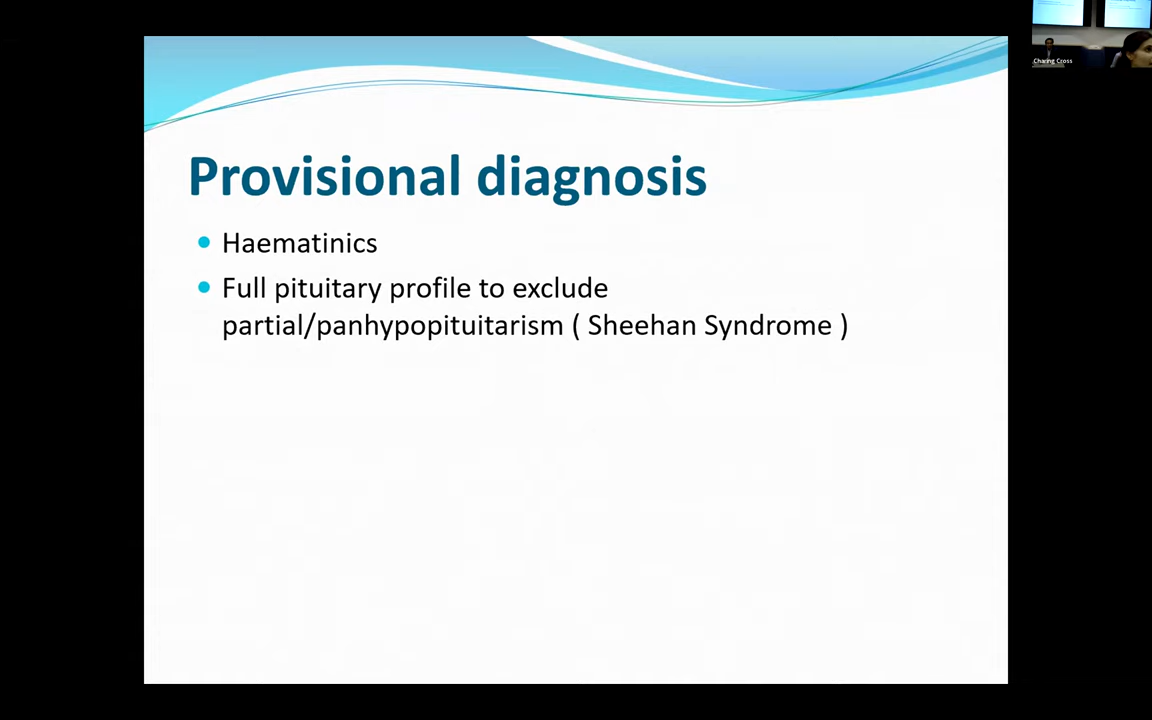 Charing Cross
Provisional diagnosis
Haematinics
Full pituitary profile to exclude
partial/panhypopituitarism ( Sheehan Syndrome )